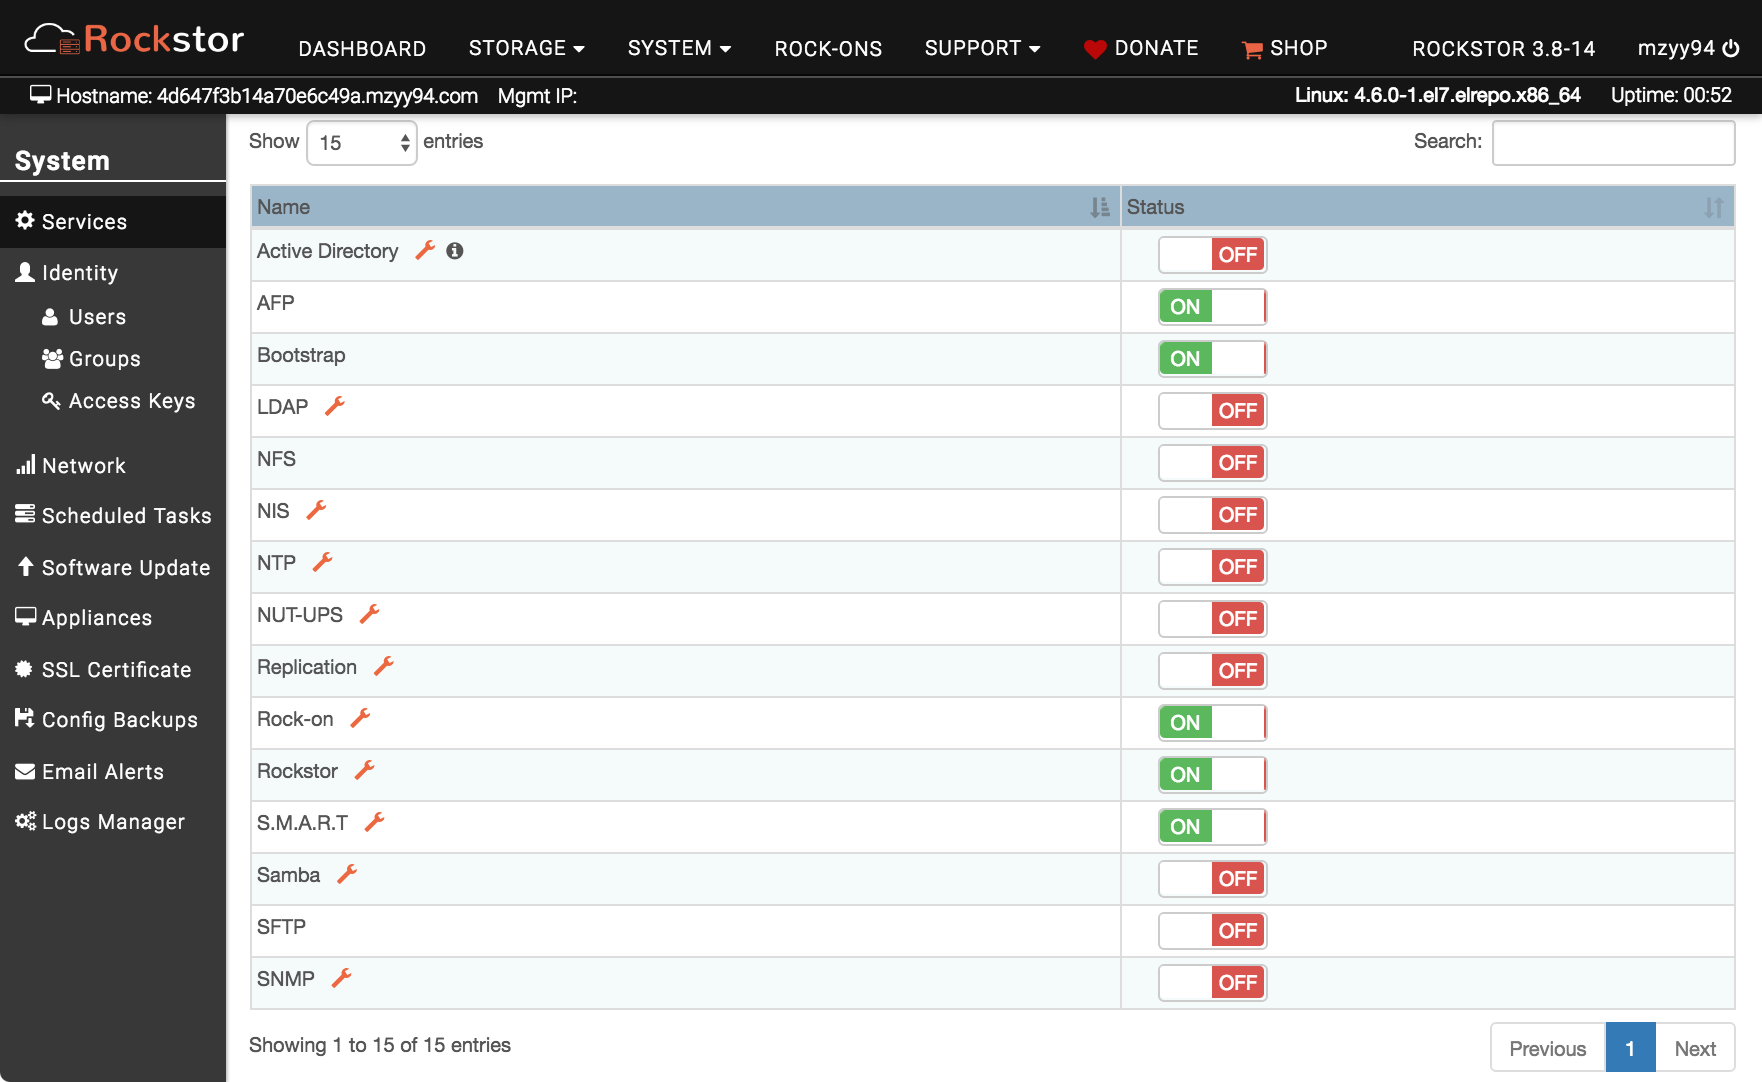 Rockstor DASHBOARD STORAGE SYSTEM ROCK-ONS SUPPORT DONATE SHOP ROCKSTOR 3.8-14 mzyy94
Hostname: 4d647f3b14a70e6c49a.mzyy94.com Mgmt IP: Linux: 4.6.0-1.el7.elrepo.x86_64 Uptime: 00:52
System
Services
Identity
Users
Groups
Access Keys
Network
Scheduled Tasks
Software Update
Appliances
SSL Certificate
Config Backups
Email Alerts
Logs Manager
Show 15 entries Search:
Name Status
Active Directory OFF
AFP ON
Bootstrap ON
LDAP OFF
NFS OFF
NIS OFF
NTP OFF
NUT-UPS OFF
Replication OFF
Rock-on ON
Rockstor ON
S.M.A.R.T ON
Samba OFF
SFTP OFF
SNMP OFF
Showing 1 to 15 of 15 entries Previous 1 Next